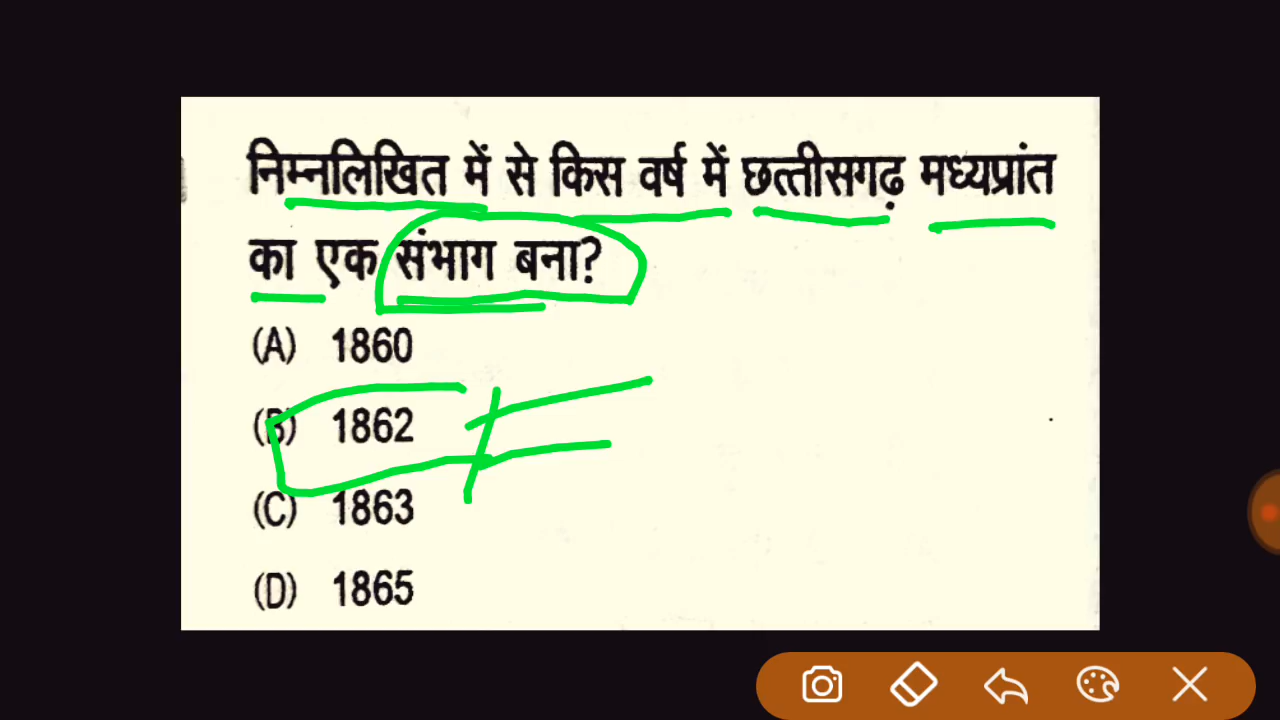 निम्नलिखित में से किस वर्ष में छत्तीसगढ़ मध्यप्रांत
का एक संभाग बना?
(A) 1860
(B) 1862
(C) 1863
(D) 1865